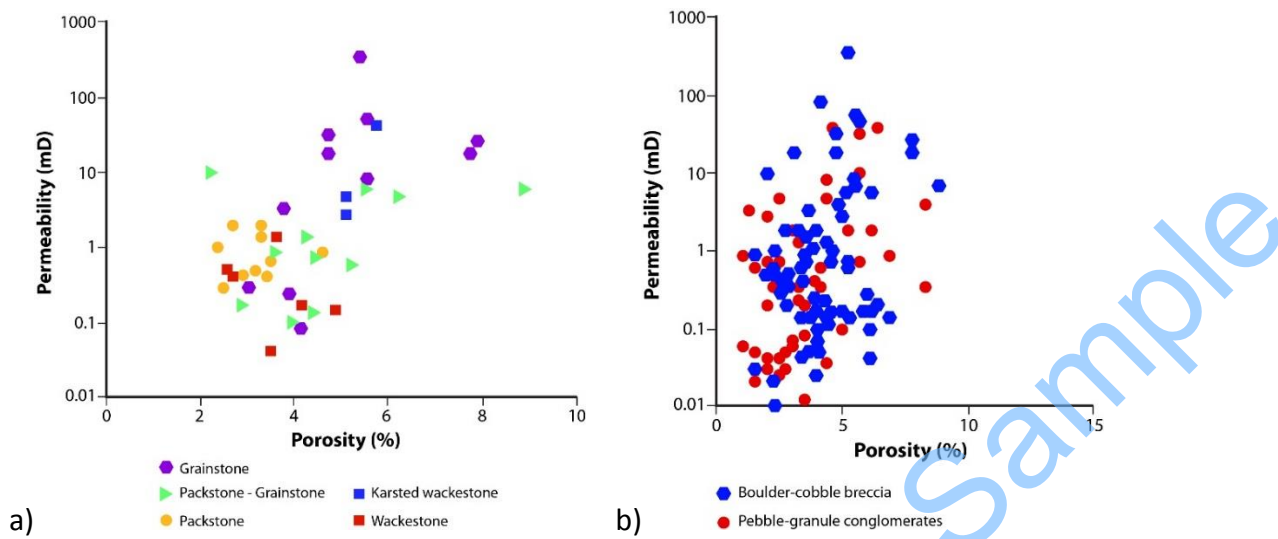 1000
100
10
1
0.1
0.01
Permeability (mD)
0 2 4 6 8 10
Porosity (%)
Grainstone
Packstone - Grainstone Karsted wackestone
Packstone Wackestone
a)
1000
100
10
1
0.1
0.01
Permeability (mD)
0 5 10 15
Porosity (%)
Boulder-cobble breccia
Pebble-granule conglomerates
b)
Sample